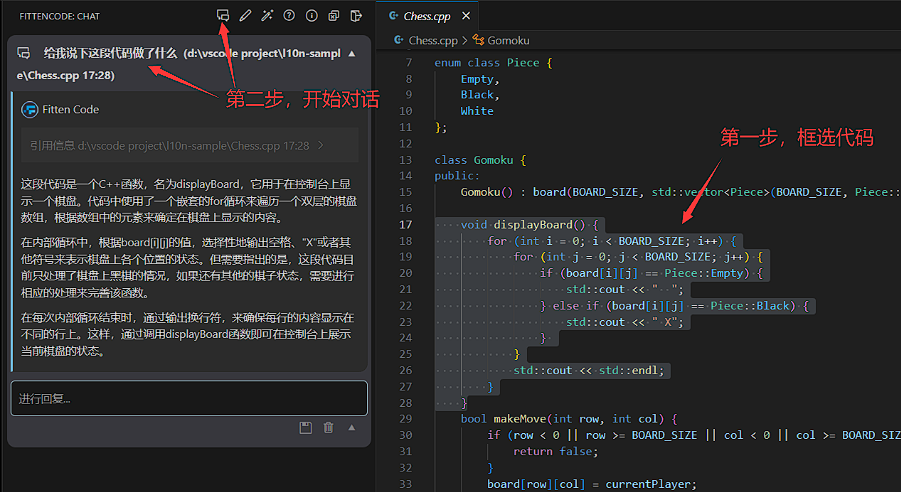 FITTENCODE: CHAT
给我说下这段代码做了什么 (d:\vscode project\l10n-sampl
e\Chess.cpp 17:28)
第二步，开始对话
Fitten Code
引用信息 d:\vscode project\l10n-sample\Chess.cpp 17:28
这段代码是一个C++函数，名为displayBoard，它用于在控制台上显
示一个棋盘。代码中使用了一个嵌套的for循环来遍历一个双层的棋盘
数组，根据数组中的元素来确定在棋盘上显示的内容。
在内部循环中，根据board[i][j]的值，选择性地输出空格、"X"或者其
他符号来表示棋盘上各个位置的状态。但需要指出的是，这段代码目
前只处理了棋盘上黑棋的情况，如果还有其他的棋子状态，需要进行
相应的处理来完善该函数。
在每次内部循环结束时，通过输出换行符，来确保每行的内容显示在
不同的行上。这样，通过调用displayBoard函数即可在控制台上展示
当前棋盘的状态。
进行回复...
Chess.cpp
Chess.cpp > Gomoku
7 enum class Piece {
8 Empty,
9 Black,
10 White
11 };
12
13 class Gomoku {
第一步，框选代码
14 public:
15 Gomoku() : board(BOARD_SIZE, std::vector<Piece>(BOARD_SIZE, Piece::
16
17 void displayBoard() {
18 for (int i = 0; i < BOARD_SIZE; i++) {
19 for (int j = 0; j < BOARD_SIZE; j++) {
20 if (board[i][j] == Piece::Empty) {
21 std::cout << "  ";
22 } else if (board[i][j] == Piece::Black) {
23 std::cout << " X";
24 }
25 }
26 std::cout << std::endl;
27 }
28 }
29 bool makeMove(int row, int col) {
30 if (row < 0 || row >= BOARD_SIZE || col < 0 || col >= BOARD_SIZ
31 return false;
32 }
33 board[row][col] = currentPlayer;